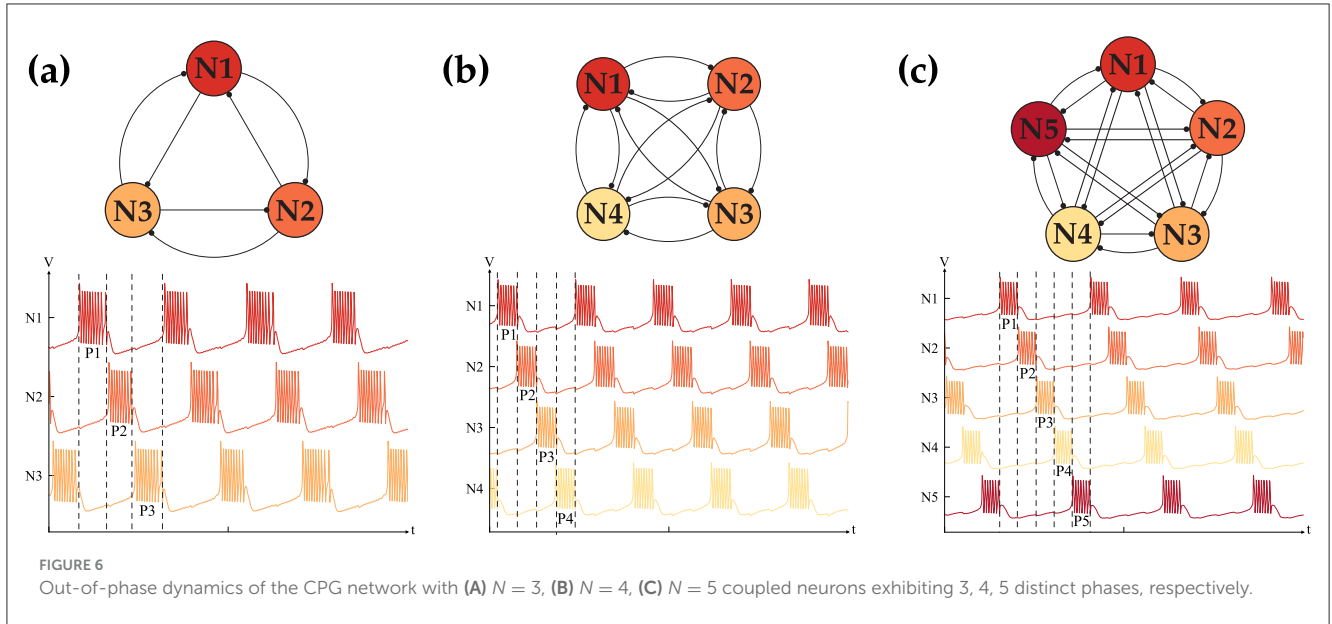 (a)
N1
N3
N2
V
N1
P1
N2
P2
N3
P3
t
(b)
N1
N2
N4
N3
V
N1
P1
N2
P2
N3
P3
N4
P4
t
(c)
N1
N5
N2
N4
N3
V
N1
P1
N2
P2
N3
P3
N4
P4
N5
P5
t
FIGURE 6
Out-of-phase dynamics of the CPG network with (A) N = 3, (B) N = 4, (C) N = 5 coupled neurons exhibiting 3, 4, 5 distinct phases, respectively.